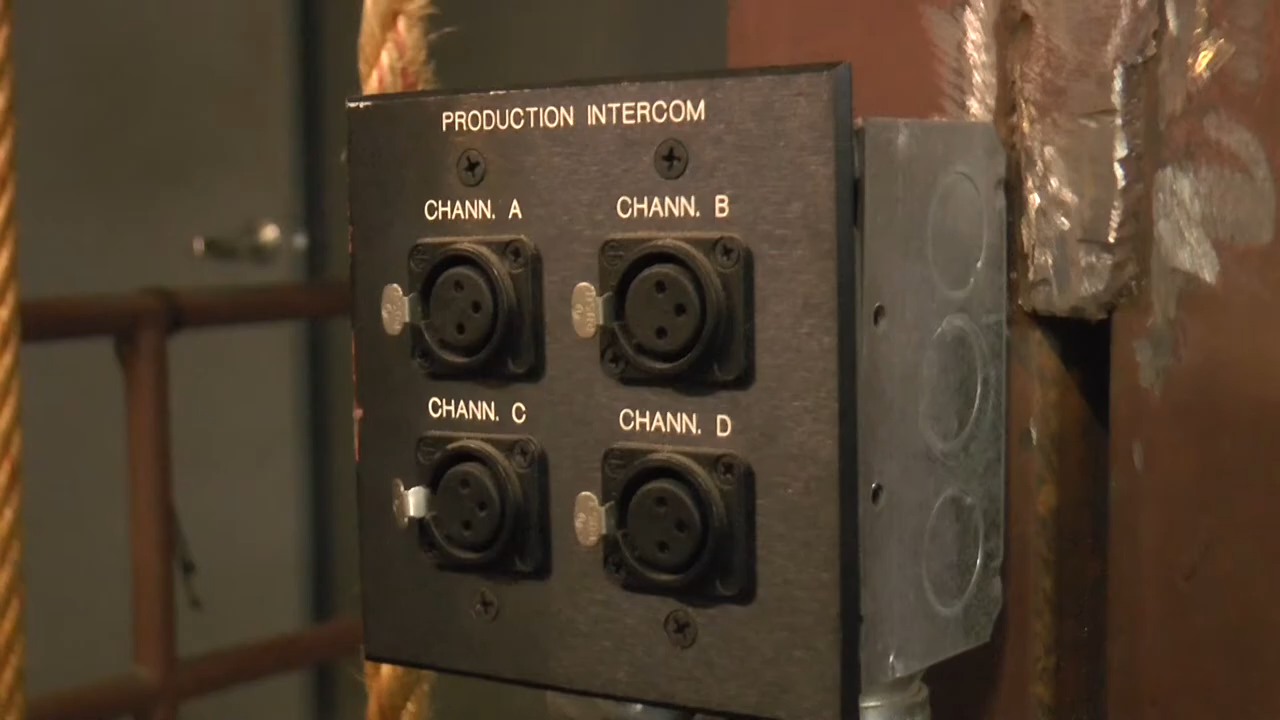 PRODUCTION INTERCOM
CHANN. A
CHANN. B
CHANN. C
CHANN. D